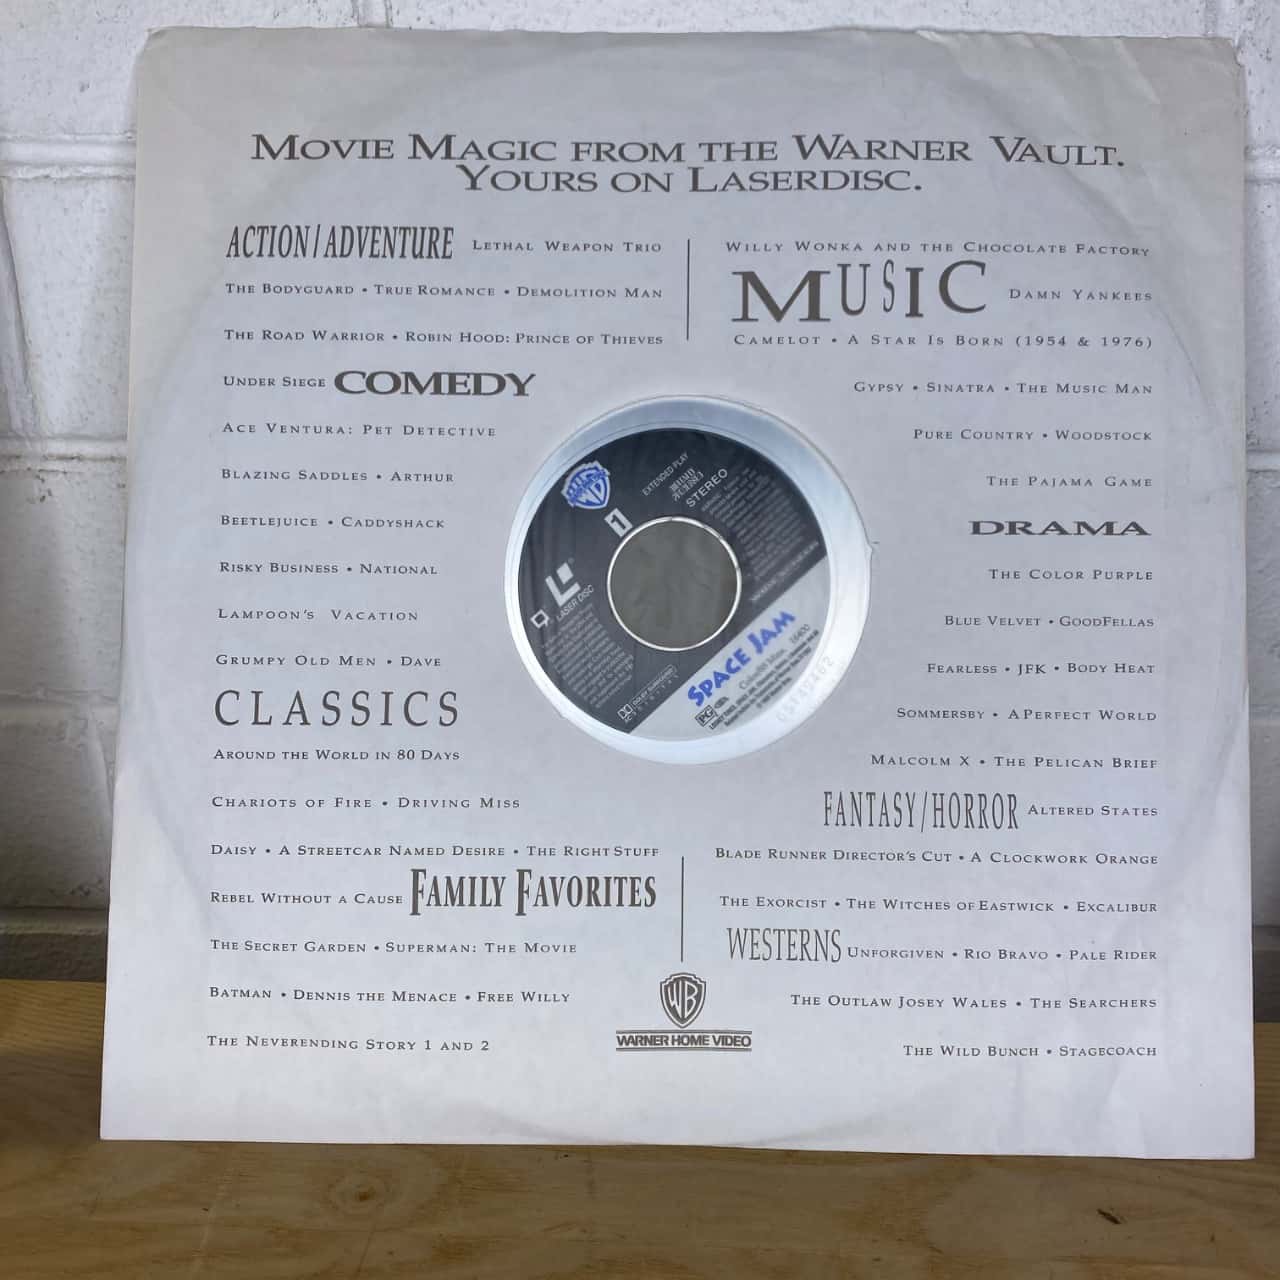 MOVIE MAGIC FROM THE WARNER VAULT.
YOURS ON LASERDISC.
ACTION/ADVENTURE LETHAL WEAPON TRIO
THE BODYGUARD • TRUE ROMANCE • DEMOLITION MAN
THE ROAD WARRIOR • ROBIN HOOD: PRINCE OF THIEVES
UNDER SIEGE COMEDY
ACE VENTURA: PET DETECTIVE
BLAZING SADDLES • ARTHUR
BEETLEJUICE • CADDYSHACK
RISKY BUSINESS • NATIONAL
LAMPOON'S VACATION
GRUMPY OLD MEN • DAVE
CLASSICS
AROUND THE WORLD IN 80 DAYS
CHARIOTS OF FIRE • DRIVING MISS
DAISY • A STREETCAR NAMED DESIRE • THE RIGHT STUFF
REBEL WITHOUT A CAUSE FAMILY FAVORITES
THE SECRET GARDEN • SUPERMAN: THE MOVIE
BATMAN • DENNIS THE MENACE • FREE WILLY
THE NEVERENDING STORY 1 AND 2
WILLY WONKA AND THE CHOCOLATE FACTORY
MUSIC DAMN YANKEES
CAMELOT • A STAR IS BORN (1954 & 1976)
GYPSY • SINATRA • THE MUSIC MAN
PURE COUNTRY • WOODSTOCK
THE PAJAMA GAME
DRAMA
THE COLOR PURPLE
BLUE VELVET • GOODFELLAS
FEARLESS • JFK • BODY HEAT
SOMMERSBY • A PERFECT WORLD
MALCOLM X • THE PELICAN BRIEF
FANTASY/HORROR ALTERED STATES
BLADE RUNNER DIRECTOR'S CUT • A CLOCKWORK ORANGE
THE EXORCIST • THE WITCHES OF EASTWICK • EXCALIBUR
WESTERNS UNFORGIVEN • RIO BRAVO • PALE RIDER
THE OUTLAW JOSEY WALES • THE SEARCHERS
THE WILD BUNCH • STAGECOACH
WB
WARNER HOME VIDEO
WB
EXTENDED PLAY
STEREO
1
LASER DISC
DOLBY SURROUND
SPACE JAM
16400
PG